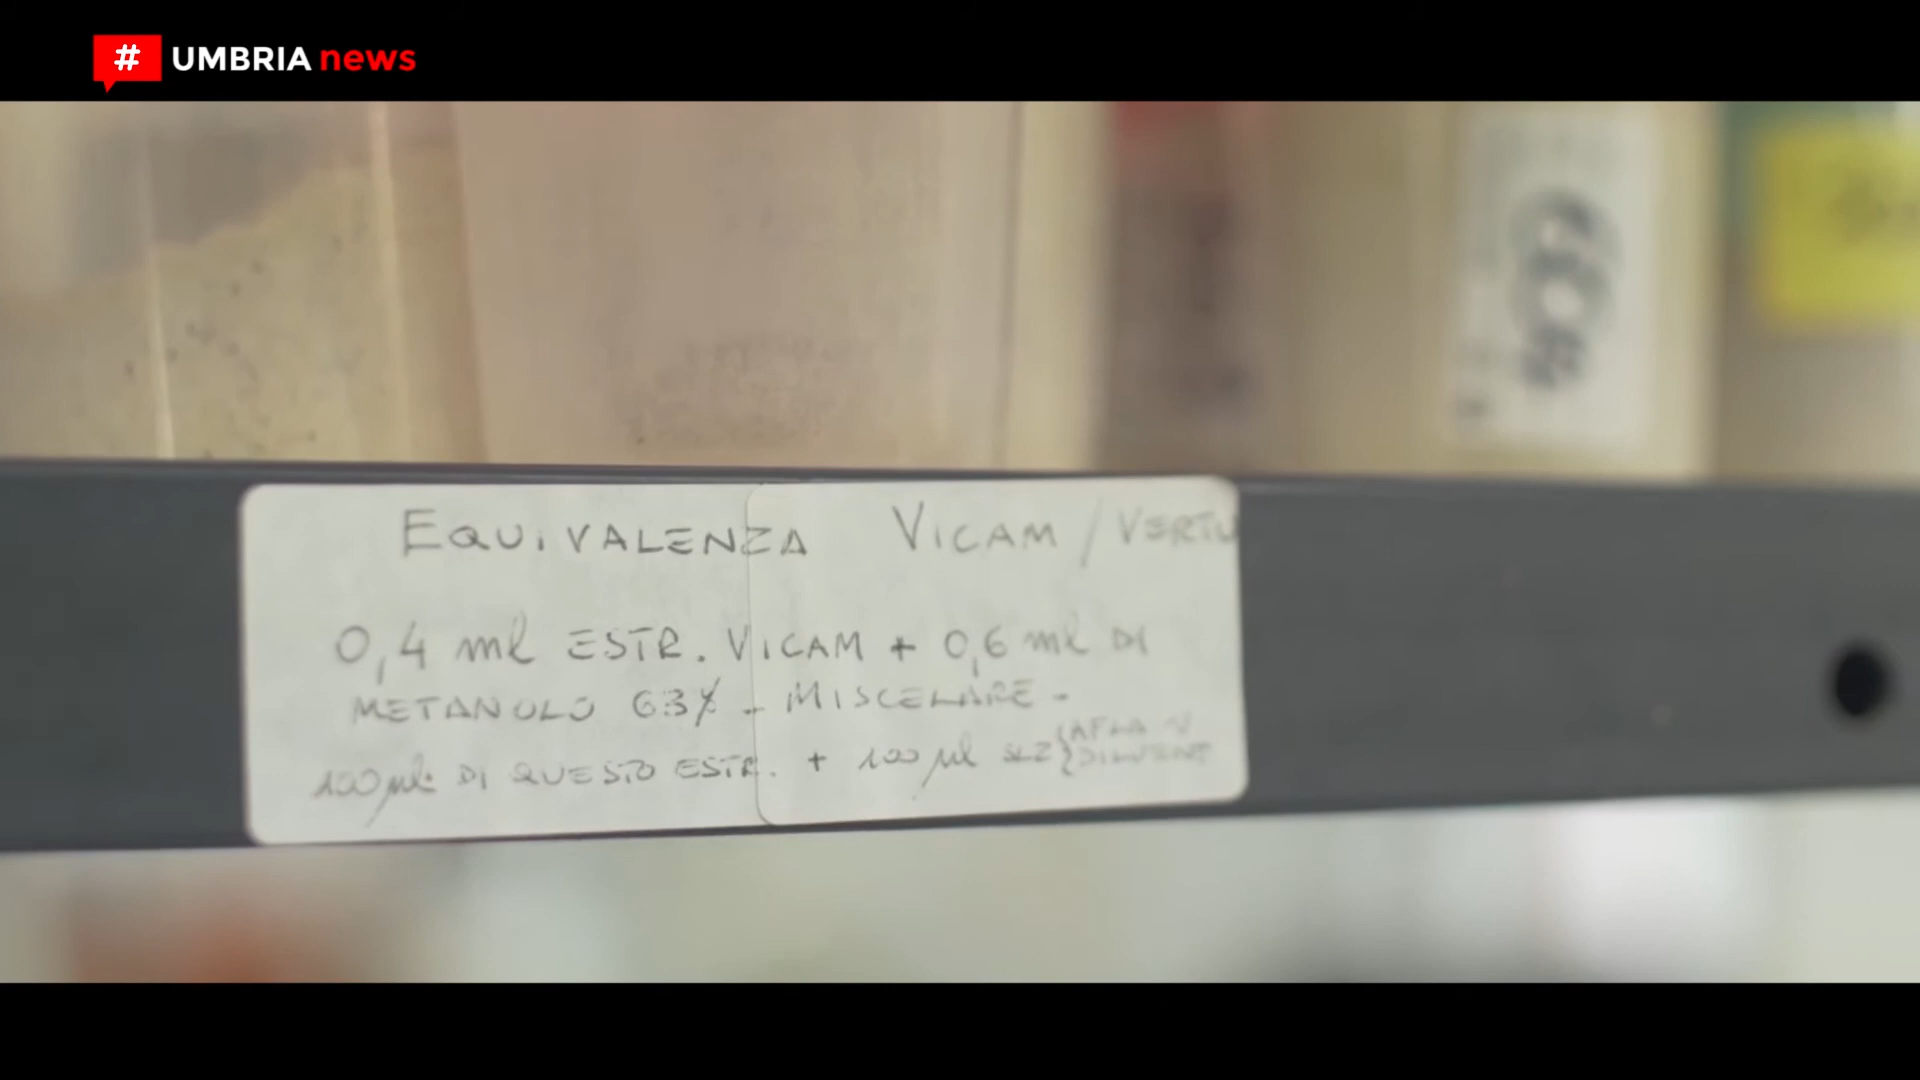 # UMBRIA news
EQUIVALENZA VICAM / VERTU
0,4 ml ESTR. VICAM + 0,6 ml DI
METANOLO 63% - MISCELARE -
100 µl DI QUESTO ESTR. + 100 µl DILUENTE